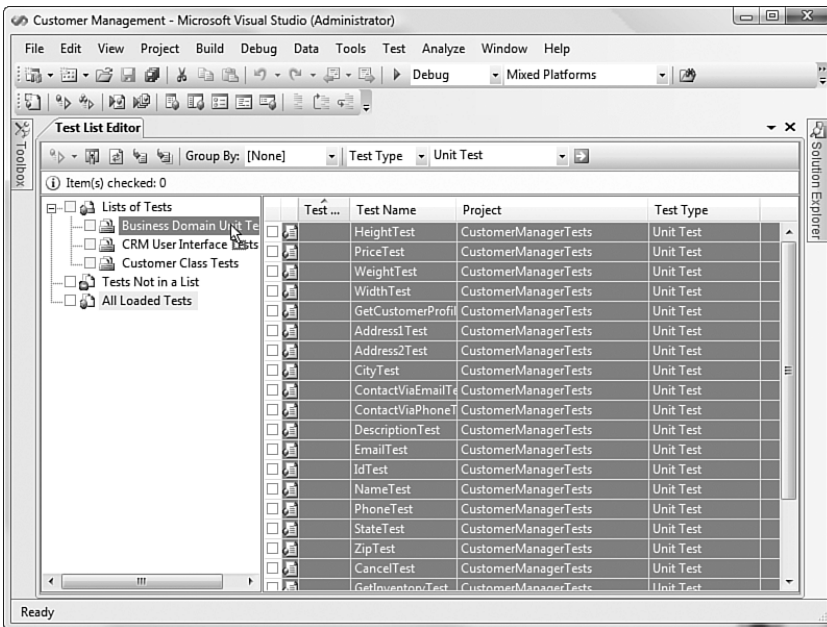 Customer Management - Microsoft Visual Studio (Administrator)
File Edit View Project Build Debug Data Tools Test Analyze Window Help
Debug Mixed Platforms
Toolbox
Test List Editor
Solution Explorer
Group By: [None] Test Type Unit Test
Item(s) checked: 0
Lists of Tests
Business Domain Unit Te
CRM User Interface Tests
Customer Class Tests
Tests Not in a List
All Loaded Tests
Test ... Test Name Project Test Type
HeightTest CustomerManagerTests Unit Test
PriceTest CustomerManagerTests Unit Test
WeightTest CustomerManagerTests Unit Test
WidthTest CustomerManagerTests Unit Test
GetCustomerProfil CustomerManagerTests Unit Test
Address1Test CustomerManagerTests Unit Test
Address2Test CustomerManagerTests Unit Test
CityTest CustomerManagerTests Unit Test
ContactViaEmailTe CustomerManagerTests Unit Test
ContactViaPhoneT CustomerManagerTests Unit Test
DescriptionTest CustomerManagerTests Unit Test
EmailTest CustomerManagerTests Unit Test
IdTest CustomerManagerTests Unit Test
NameTest CustomerManagerTests Unit Test
PhoneTest CustomerManagerTests Unit Test
StateTest CustomerManagerTests Unit Test
ZipTest CustomerManagerTests Unit Test
CancelTest CustomerManagerTests Unit Test
GetInventoryTest CustomerManagerTests Unit Test
Ready